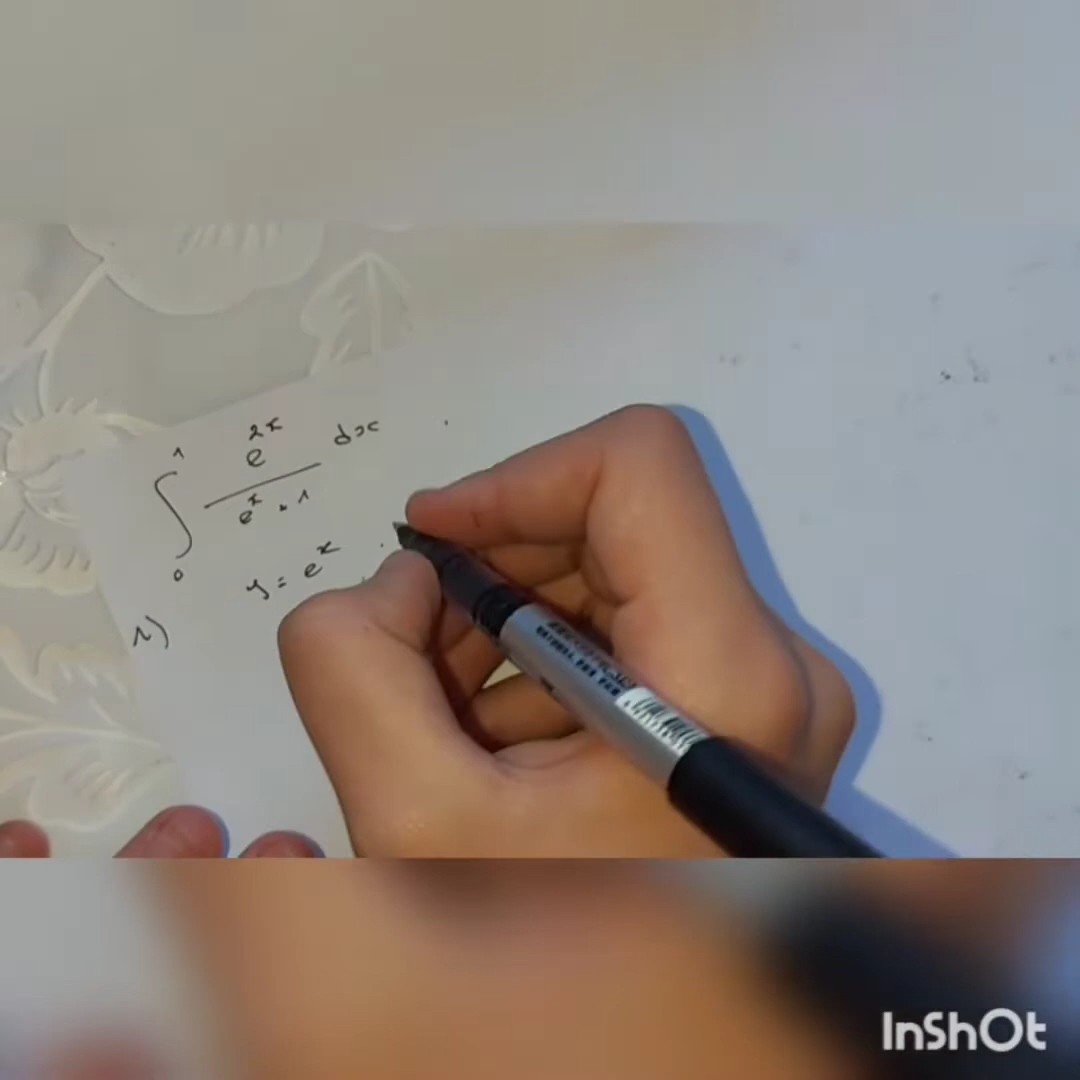 ∫₀¹ e^{2x} / (e^x + 1) dx
y = e^x
1)
InShOt